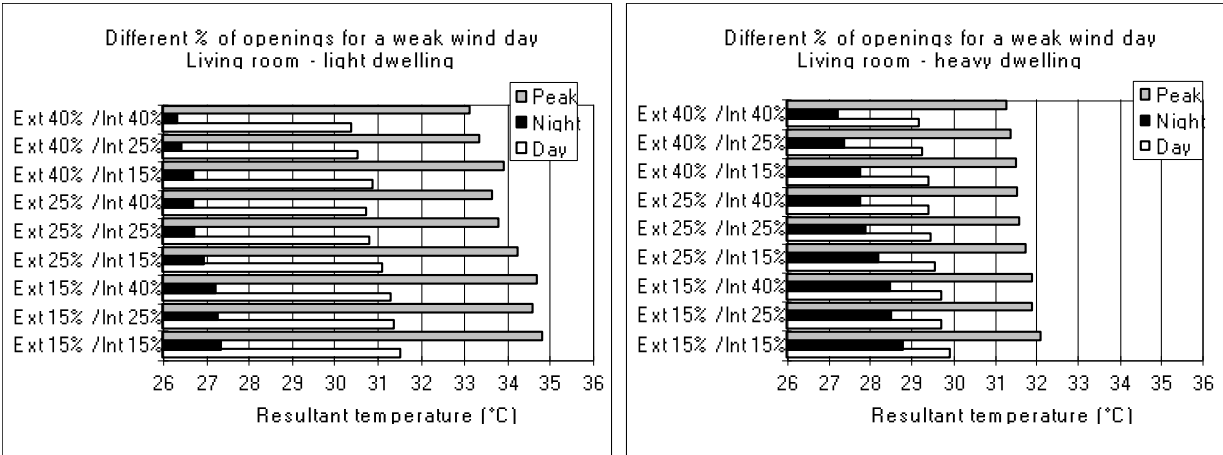 Different % of openings for a weak wind day
Living room - light dwelling
Peak
Night
Day
Ext 40% /Int 40%
Ext 40% /Int 25%
Ext 40% /Int 15%
Ext 25% /Int 40%
Ext 25% /Int 25%
Ext 25% /Int 15%
Ext 15% /Int 40%
Ext 15% /Int 25%
Ext 15% /Int 15%
26 27 28 29 30 31 32 33 34 35 36
Resultant temperature (°C)
Different % of openings for a weak wind day
Living room - heavy dwelling
Peak
Night
Day
Ext 40% /Int 40%
Ext 40% /Int 25%
Ext 40% /Int 15%
Ext 25% /Int 40%
Ext 25% /Int 25%
Ext 25% /Int 15%
Ext 15% /Int 40%
Ext 15% /Int 25%
Ext 15% /Int 15%
26 27 28 29 30 31 32 33 34 35 36
Resultant temperature (°C)